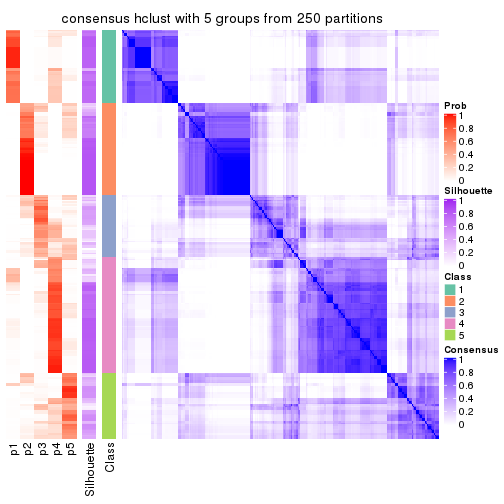 consensus hclust with 5 groups from 250 partitions
Prob
1
0.8
0.6
0.4
0.2
0
Silhouette
1
0.8
0.6
0.4
0.2
0
Class
1
2
3
4
5
Consensus
1
0.8
0.6
0.4
0.2
0
p1
p2
p3
p4
p5
Silhouette
Class